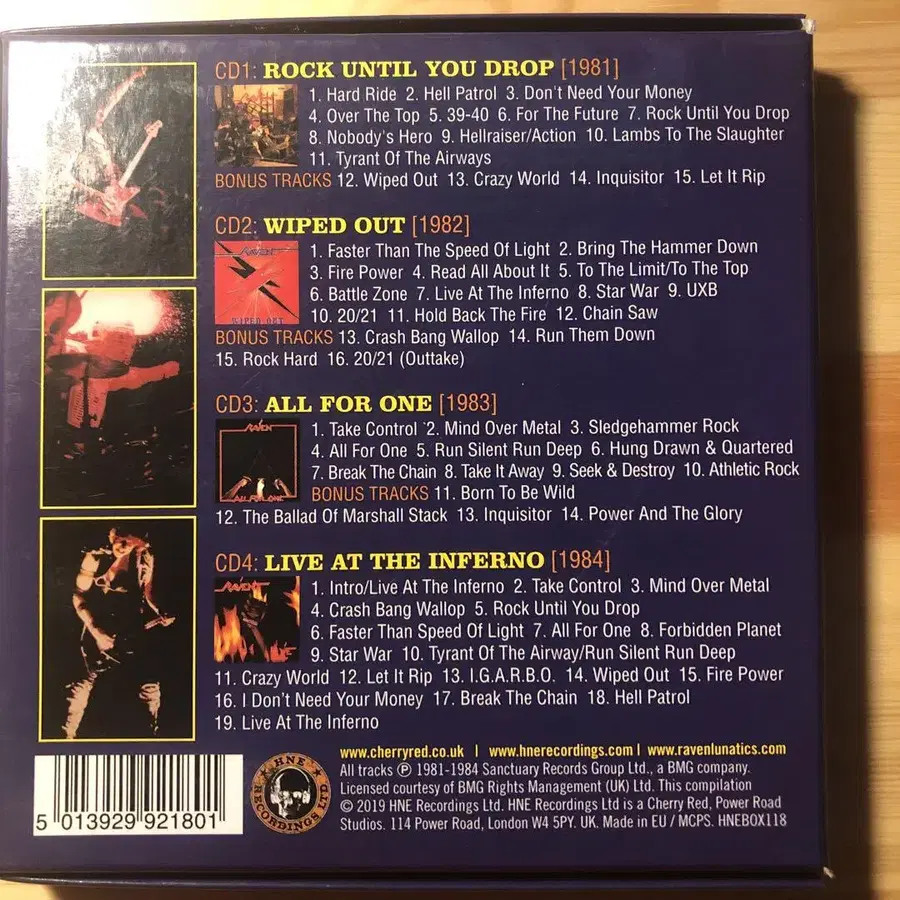 CD1: ROCK UNTIL YOU DROP [1981]
1. Hard Ride 2. Hell Patrol 3. Don't Need Your Money
4. Over The Top 5. 39-40 6. For The Future 7. Rock Until You Drop
8. Nobody's Hero 9. Hellraiser/Action 10. Lambs To The Slaughter
11. Tyrant Of The Airways
BONUS TRACKS 12. Wiped Out 13. Crazy World 14. Inquisitor 15. Let It Rip
CD2: WIPED OUT [1982]
RAVEN
WIPED OUT
1. Faster Than The Speed Of Light 2. Bring The Hammer Down
3. Fire Power 4. Read All About It 5. To The Limit/To The Top
6. Battle Zone 7. Live At The Inferno 8. Star War 9. UXB
10. 20/21 11. Hold Back The Fire 12. Chain Saw
BONUS TRACKS 13. Crash Bang Wallop 14. Run Them Down
15. Rock Hard 16. 20/21 (Outtake)
CD3: ALL FOR ONE [1983]
RAVEN
ALL FOR ONE
1. Take Control 2. Mind Over Metal 3. Sledgehammer Rock
4. All For One 5. Run Silent Run Deep 6. Hung Drawn & Quartered
7. Break The Chain 8. Take It Away 9. Seek & Destroy 10. Athletic Rock
BONUS TRACKS 11. Born To Be Wild
12. The Ballad Of Marshall Stack 13. Inquisitor 14. Power And The Glory
CD4: LIVE AT THE INFERNO [1984]
RAVEN
1. Intro/Live At The Inferno 2. Take Control 3. Mind Over Metal
4. Crash Bang Wallop 5. Rock Until You Drop
6. Faster Than Speed Of Light 7. All For One 8. Forbidden Planet
9. Star War 10. Tyrant Of The Airway/Run Silent Run Deep
11. Crazy World 12. Let It Rip 13. I.G.A.R.B.O. 14. Wiped Out 15. Fire Power
16. I Don't Need Your Money 17. Break The Chain 18. Hell Patrol
19. Live At The Inferno
www.cherryred.co.uk | www.hnerecordings.com | www.ravenlunatics.com
All tracks ℗ 1981-1984 Sanctuary Records Group Ltd., a BMG company.
Licensed courtesy of BMG Rights Management (UK) Ltd. This compilation
© 2019 HNE Recordings Ltd. HNE Recordings Ltd is a Cherry Red, Power Road
Studios. 114 Power Road, London W4 5PY. UK. Made in EU / MCPS. HNEBOX118
HNE RECORDINGS LTD
5 013929 921801